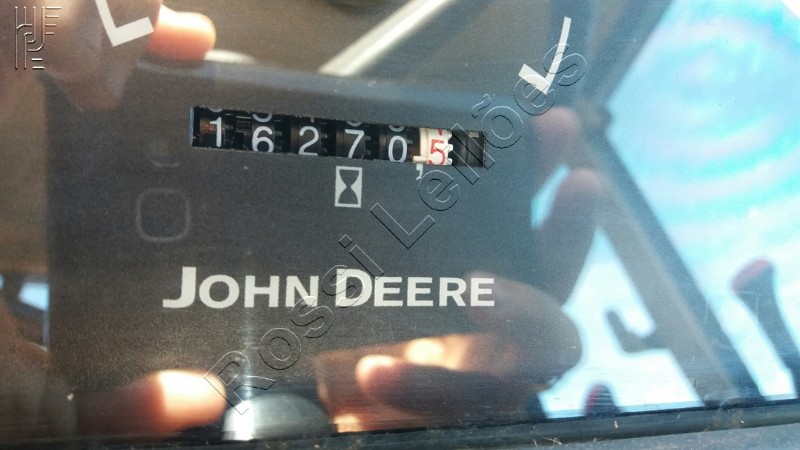 16270,5
JOHN DEERE
Rossi Leilões